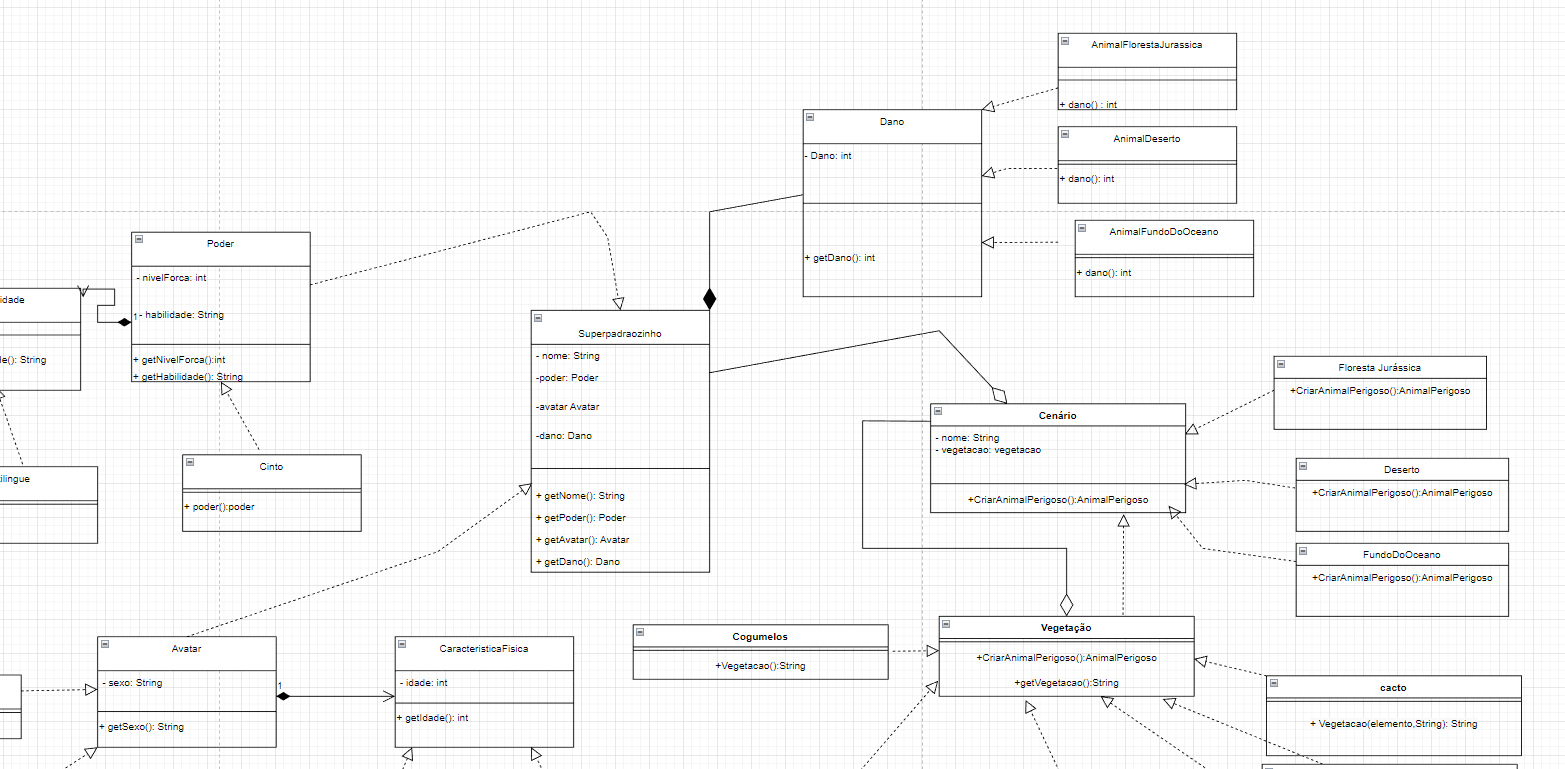 AnimalFlorestaJurassica
+ dano() : int
Dano
- Dano: int
+ getDano(): int
AnimalDeserto
+ dano(): int
AnimalFundoDoOceano
+ dano(): int
Poder
- nivelForca: int
1
- habilidade: String
+ getNivelForca():int
+ getHabilidade(): String
idade
le(): String
Superpadraozinho
- nome: String
-poder: Poder
-avatar Avatar
-dano: Dano
+ getNome(): String
+ getPoder(): Poder
+ getAvatar(): Avatar
+ getDano(): Dano
Floresta Jurássica
+CriarAnimalPerigoso():AnimalPerigoso
Cenário
- nome: String
- vegetacao: vegetacao
+CriarAnimalPerigoso():AnimalPerigoso
Deserto
+CriarAnimalPerigoso():AnimalPerigoso
FundoDoOceano
+CriarAnimalPerigoso():AnimalPerigoso
ilingue
Cinto
+ poder():poder
Avatar
- sexo: String
+ getSexo(): String
1
CaracteristicaFísica
- idade: int
+ getIdade(): int
Cogumelos
+Vegetacao():String
Vegetação
+CriarAnimalPerigoso():AnimalPerigoso
+getVegetacao():String
cacto
+ Vegetacao(elemento,String): String